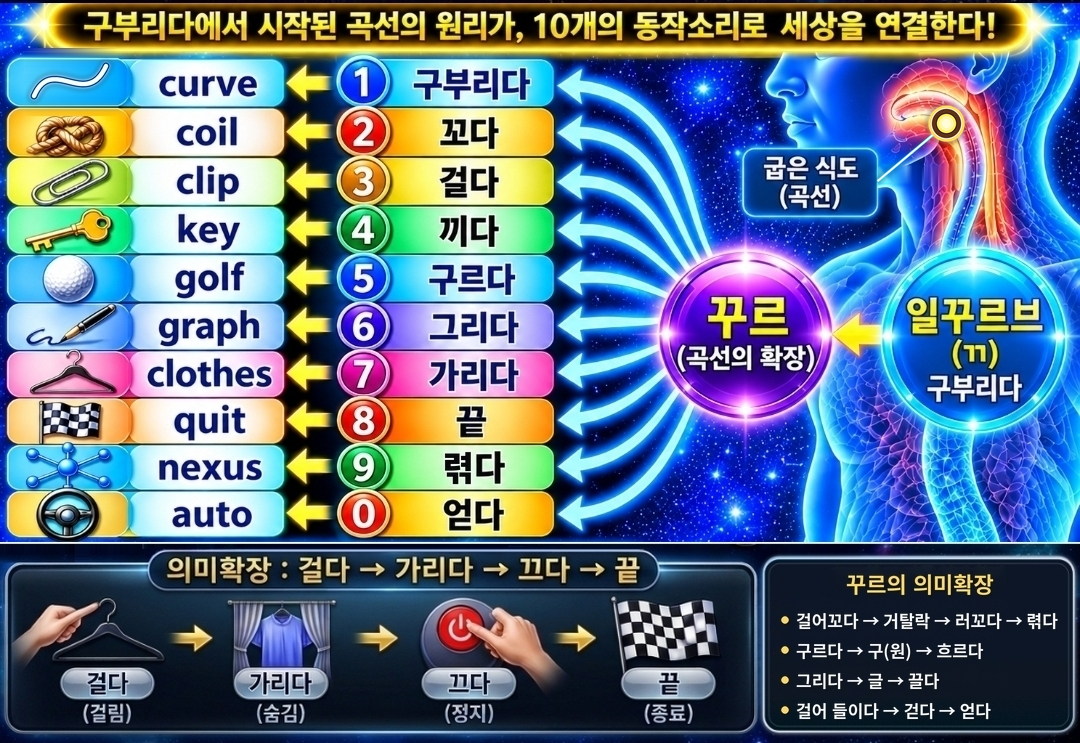 구부리다에서 시작된 곡선의 원리가, 10개의 동작소리로 세상을 연결한다!
curve 1 구부리다
coil 2 꼬다
clip 3 걸다
key 4 끼다
golf 5 구르다
graph 6 그리다
clothes 7 가리다
quit 8 끝
nexus 9 렦다
auto 0 얻다
굽은 식도
(곡선)
꾸르
(곡선의 확장)
일꾸르브
(ㄲ)
구부리다
의미확장 : 걸다 → 가리다 → 끄다 → 끝
걸다
(걸림)
가리다
(숨김)
끄다
(정지)
끝
(종료)
꾸르의 의미확장
• 걸어꼬다 → 거탈락 → 러꼬다 → 렦다
• 구르다 → 구(원) → 흐르다
• 그리다 → 글 → 끌다
• 걸어 들이다 → 걷다 → 얻다